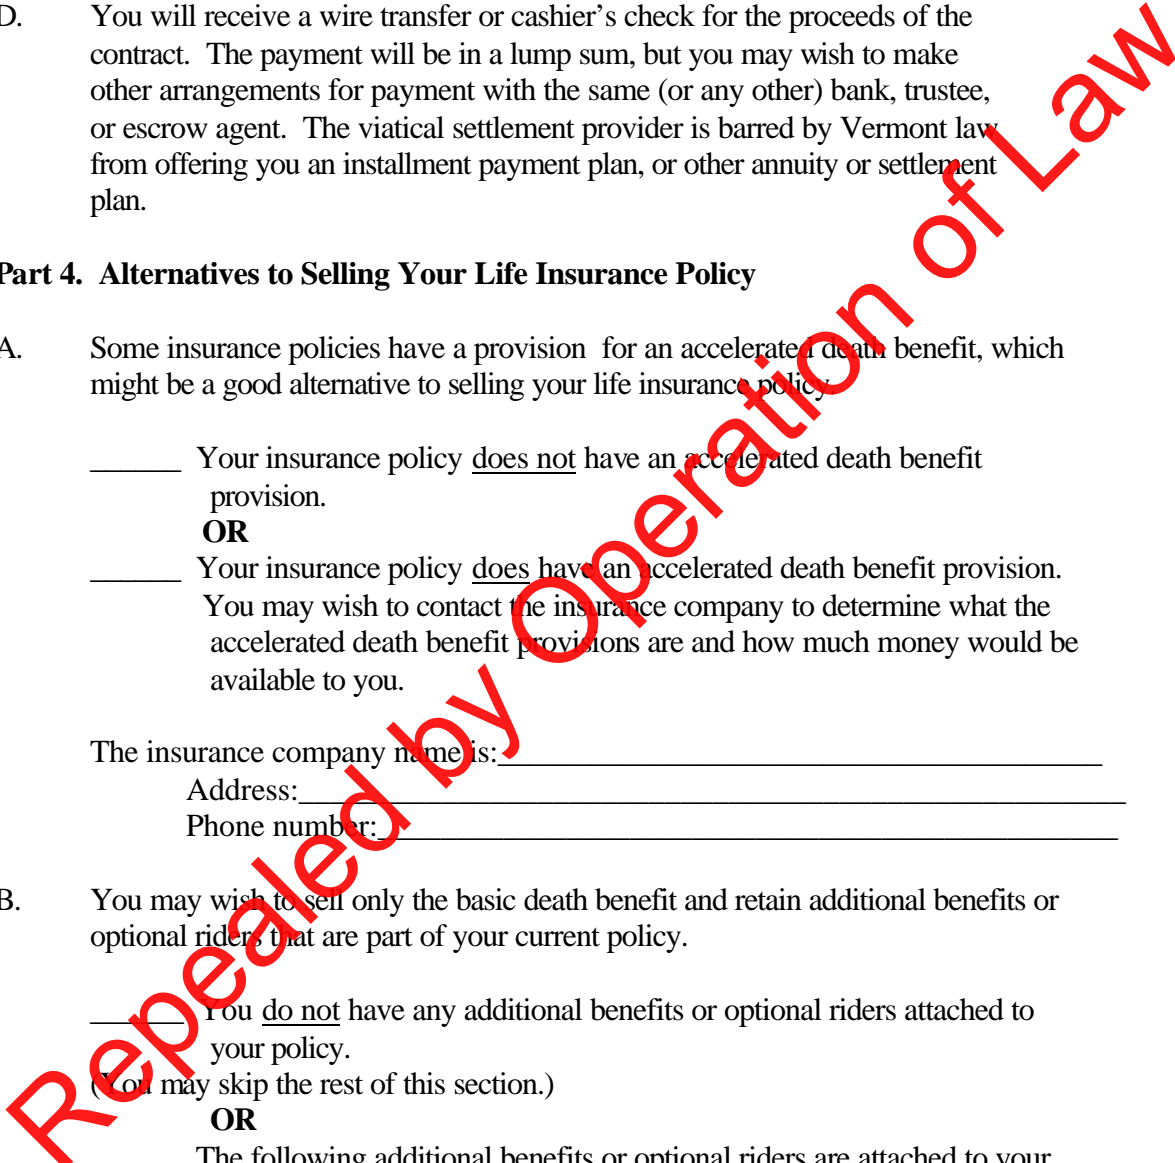 D. You will receive a wire transfer or cashier’s check for the proceeds of the
contract. The payment will be in a lump sum, but you may wish to make
other arrangements for payment with the same (or any other) bank, trustee,
or escrow agent. The viatical settlement provider is barred by Vermont law
from offering you an installment payment plan, or other annuity or settlement
plan.
Part 4. Alternatives to Selling Your Life Insurance Policy
A. Some insurance policies have a provision for an accelerated death benefit, which
might be a good alternative to selling your life insurance policy.
______ Your insurance policy does not have an accelerated death benefit
provision.
OR
______ Your insurance policy does have an accelerated death benefit provision.
You may wish to contact the insurance company to determine what the
accelerated death benefit provisions are and how much money would be
available to you.
The insurance company name is:________________________________________
Address:_______________________________________________________
Phone number:_________________________________________________
B. You may wish to sell only the basic death benefit and retain additional benefits or
optional riders that are part of your current policy.
______ You do not have any additional benefits or optional riders attached to
your policy.
(You may skip the rest of this section.)
OR
The following additional benefits or optional riders are attached to your
Repealed by Operation of Law